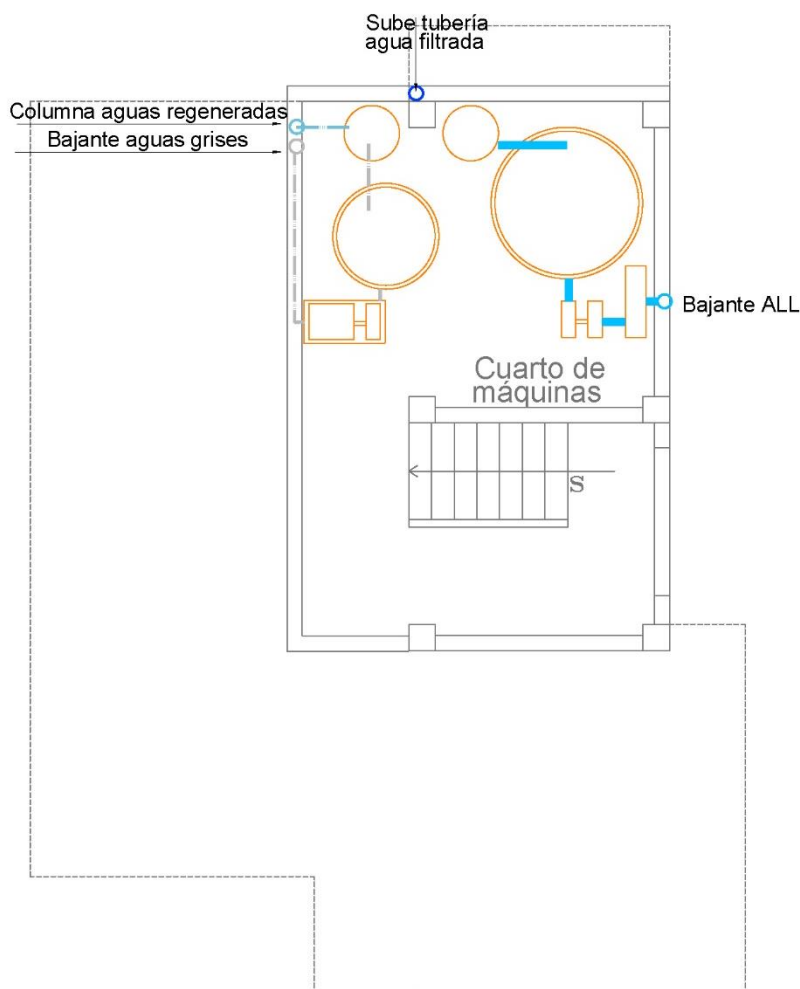 Sube tubería
agua filtrada
Columna aguas regeneradas
Bajante aguas grises
Bajante ALL
Cuarto de
máquinas
S